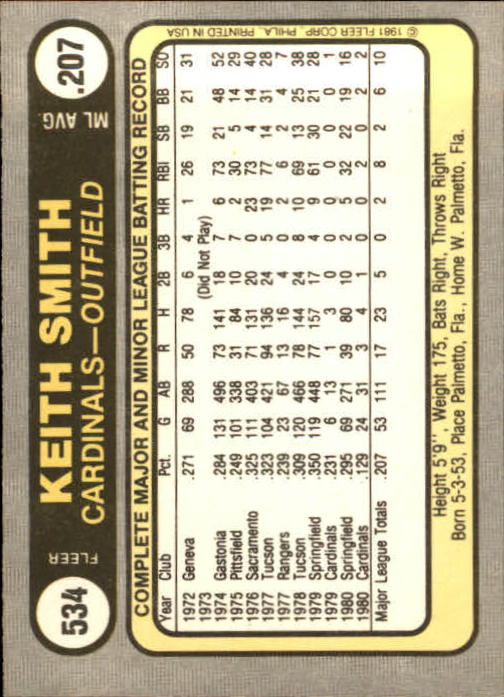 534
FLEER
KEITH SMITH
CARDINALS—OUTFIELD
ML AVG.
.207
COMPLETE MAJOR AND MINOR LEAGUE BATTING RECORD
Year Club Pct. G AB R H 2B 3B HR RBI SB BB SO
1972 Geneva .271 69 288 50 78 6 4 1 26 19 21 31
1973 (Did Not Play)
1974 Gastonia .284 131 496 73 141 18 7 6 73 21 48 52
1975 Pittsfield .249 101 338 31 84 10 7 2 30 5 14 29
1976 Sacramento .325 111 403 71 131 20 0 23 73 4 14 40
1977 Tucson .323 104 421 94 136 24 5 19 77 14 31 28
1977 Rangers .239 23 67 13 16 4 0 2 6 2 4 7
1978 Tucson .309 120 466 78 144 24 8 10 69 13 25 38
1979 Springfield .350 119 448 77 157 17 4 9 61 30 21 28
1979 Cardinals .231 6 13 1 3 0 0 0 0 0 0 1
1980 Springfield .295 69 271 39 80 10 2 5 32 22 19 16
1980 Cardinals .129 24 31 3 4 1 0 0 2 0 2 2
Major League Totals .207 53 111 17 23 5 0 2 8 2 6 10
Height 5'9", Weight 175, Bats Right, Throws Right
Born 5-3-53, Place Palmetto, Fla., Home W. Palmetto, Fla.
© 1981 FLEER CORP., PHILA., PRINTED IN USA